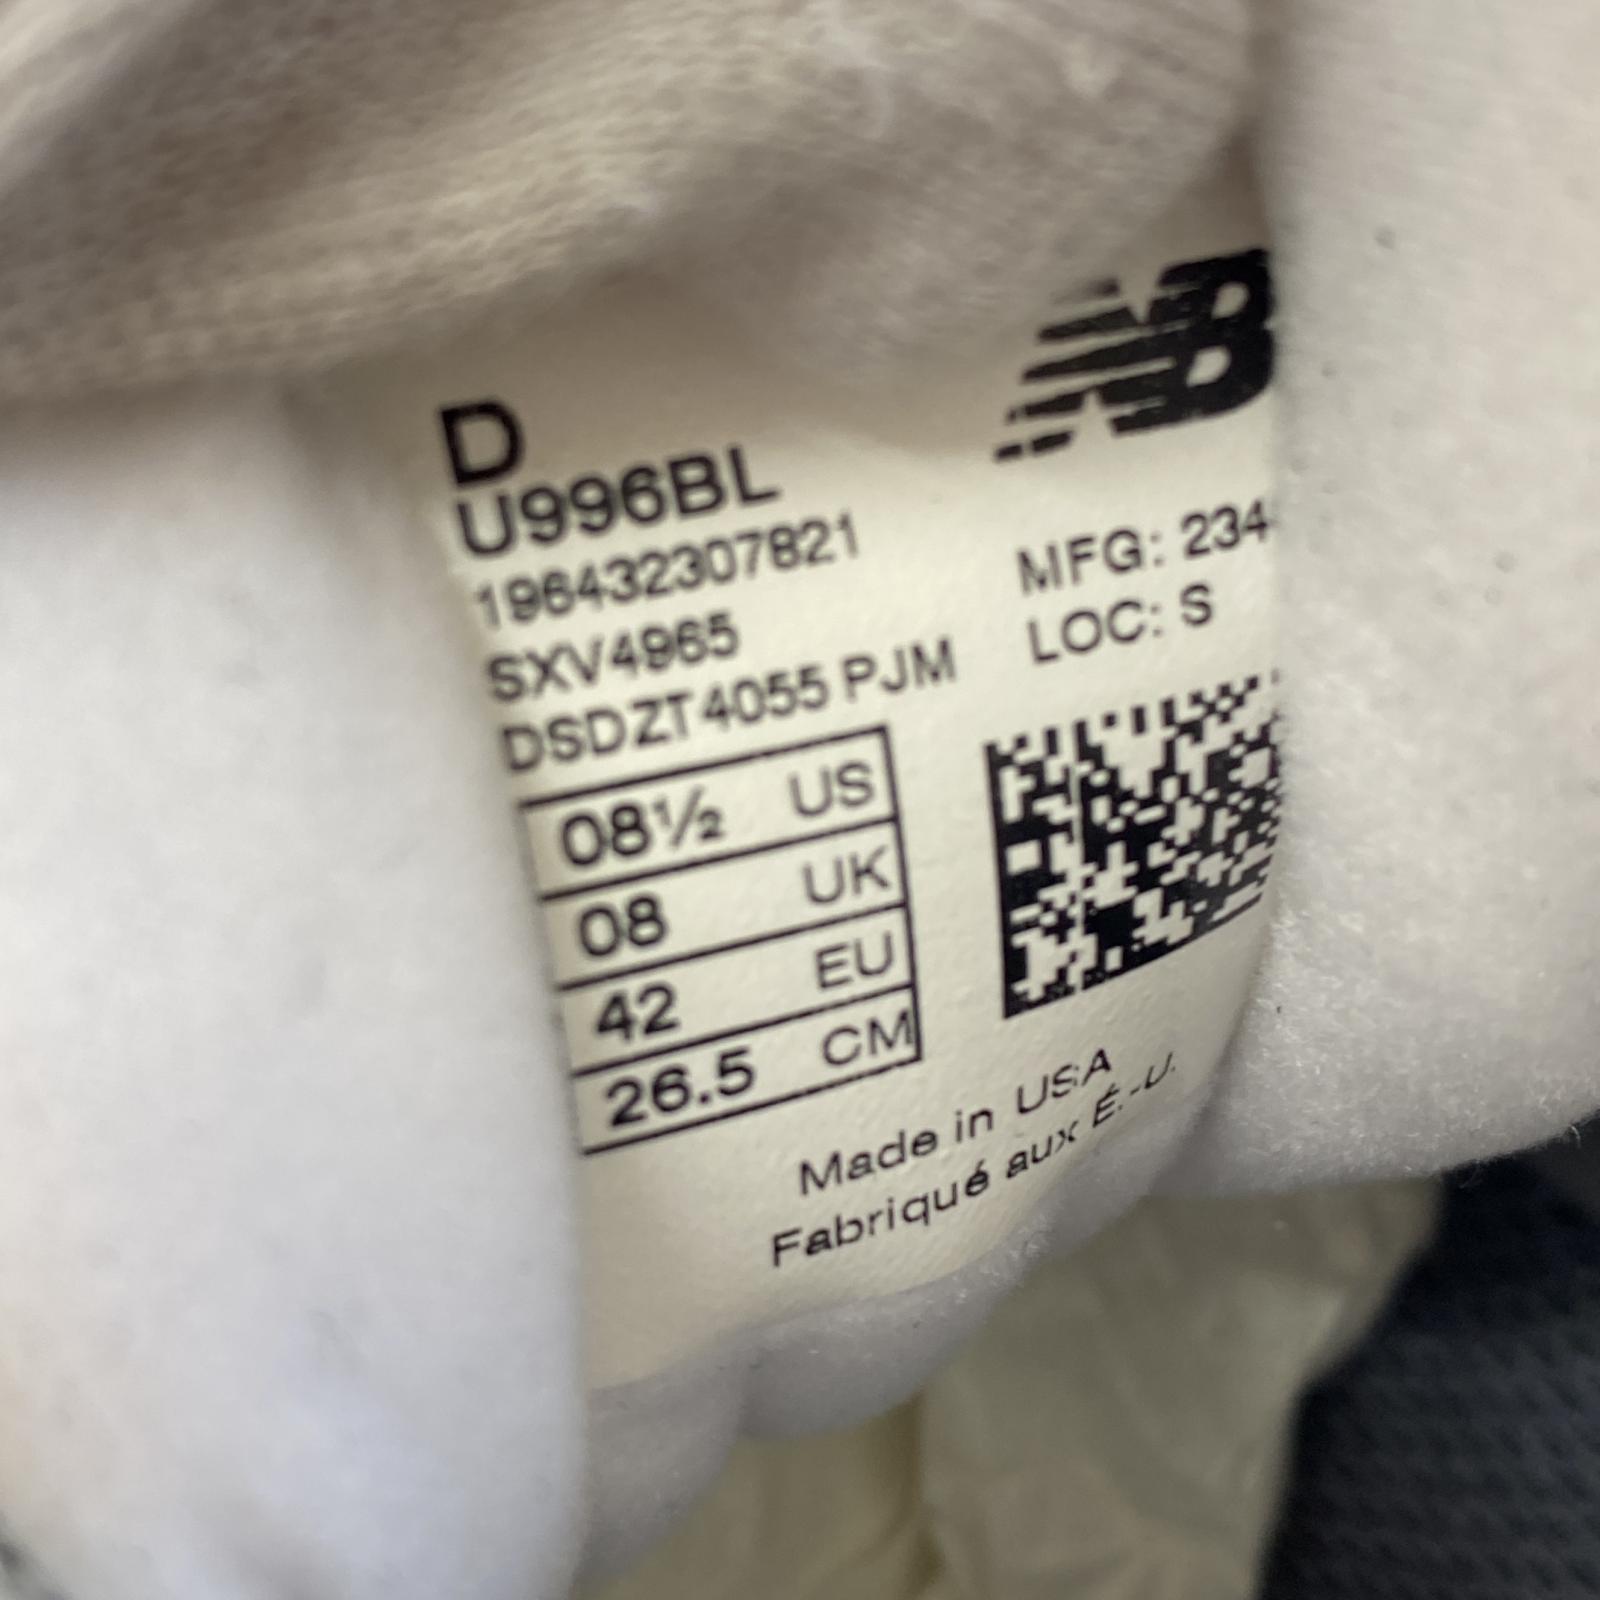 NB
D
U996BL
196432307821
SXV4965
DSDZT4055 PJM
MFG: 234
LOC: S
08½ US
08 UK
42 EU
26.5 CM
Made in USA
Fabriqué aux É.-U.